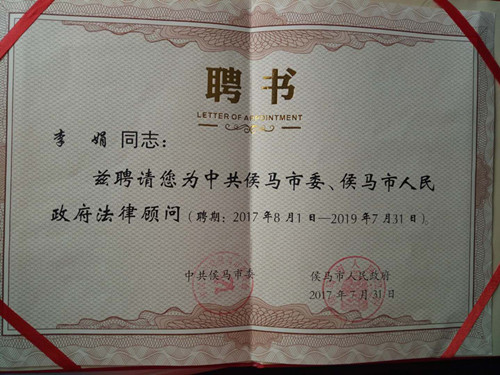 聘书
LETTER OF APPOINTMENT
李娟同志：
兹聘请您为中共侯马市委、侯马市人民
政府法律顾问（聘期：2017年8月1日—2019年7月31日）。
中共侯马市委 侯马市人民政府
2017年7月31日